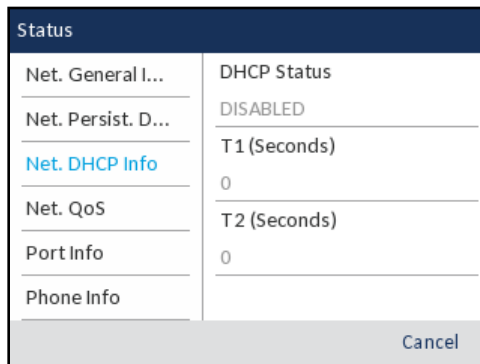 Status
Net. General I...
Net. Persist. D...
Net. DHCP Info
Net. QoS
Port Info
Phone Info
DHCP Status
DISABLED
T1 (Seconds)
0
T2 (Seconds)
0
Cancel